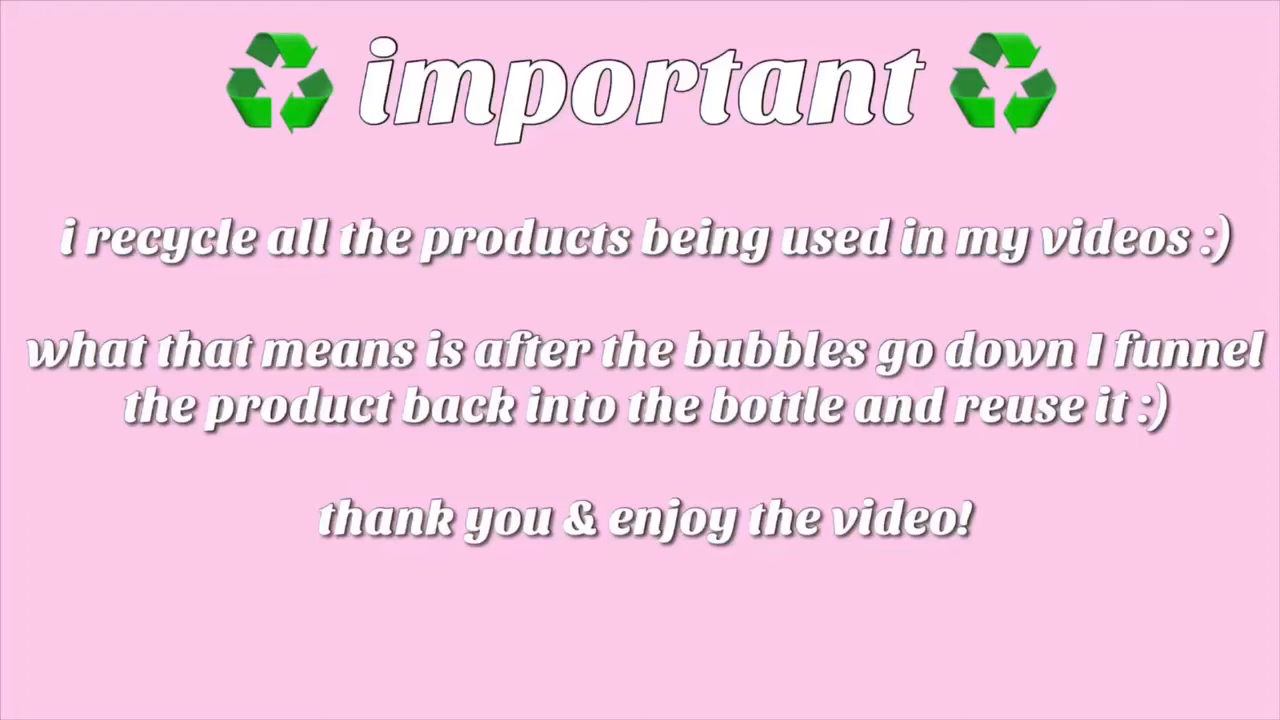 important
i recycle all the products being used in my videos :)
what that means is after the bubbles go down I funnel
the product back into the bottle and reuse it :)
thank you & enjoy the video!